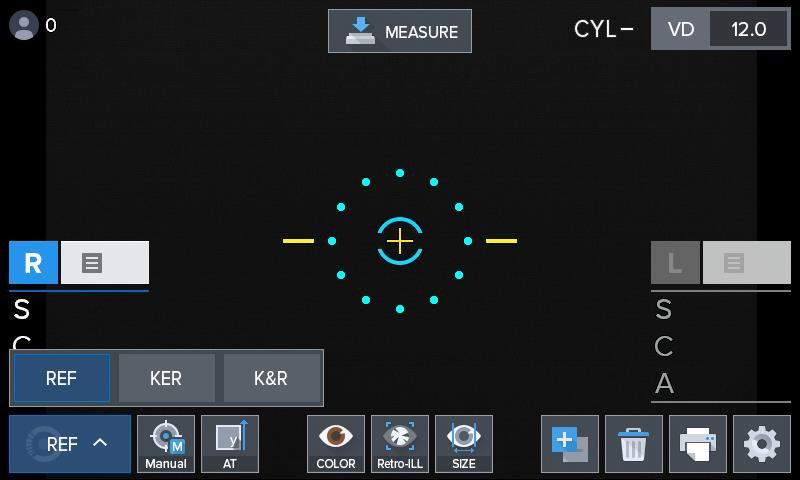 0
MEASURE
CYL−
VD 12.0
R
L
S
S
C
C
A
REF KER K&R
REF
M
Manual
y
AT
COLOR
Retro-ILL
SIZE